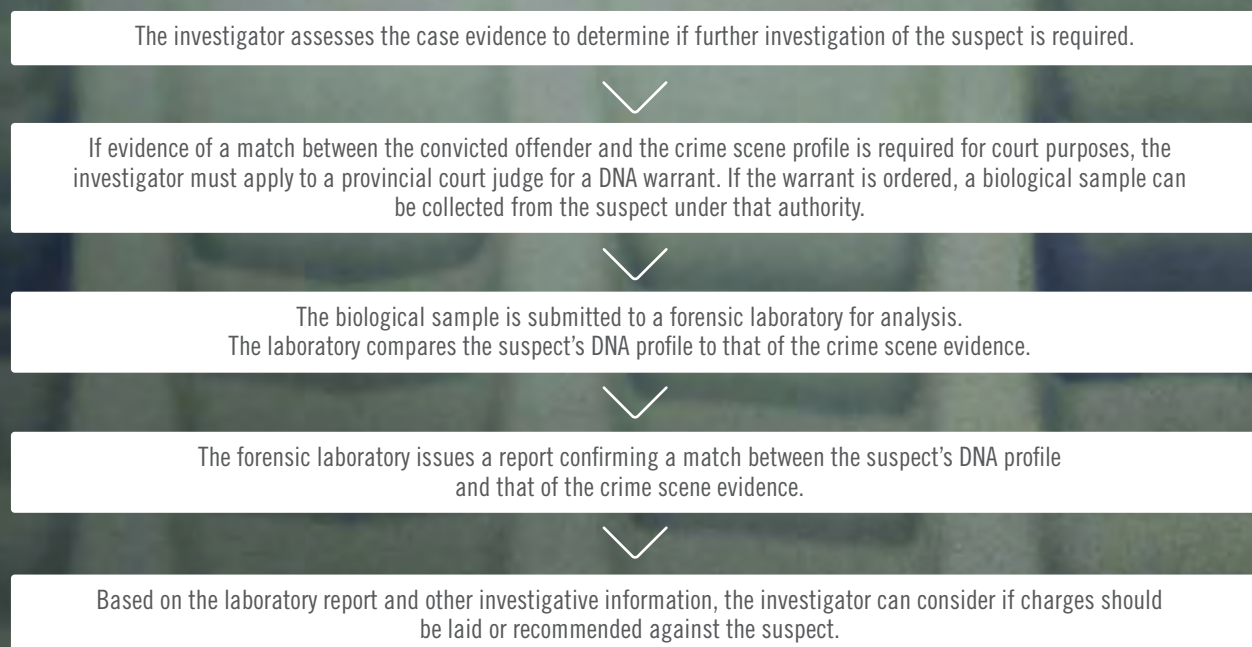 The investigator assesses the case evidence to determine if further investigation of the suspect is required.
If evidence of a match between the convicted offender and the crime scene profile is required for court purposes, the
investigator must apply to a provincial court judge for a DNA warrant. If the warrant is ordered, a biological sample can
be collected from the suspect under that authority.
The biological sample is submitted to a forensic laboratory for analysis.
The laboratory compares the suspect’s DNA profile to that of the crime scene evidence.
The forensic laboratory issues a report confirming a match between the suspect’s DNA profile
and that of the crime scene evidence.
Based on the laboratory report and other investigative information, the investigator can consider if charges should
be laid or recommended against the suspect.